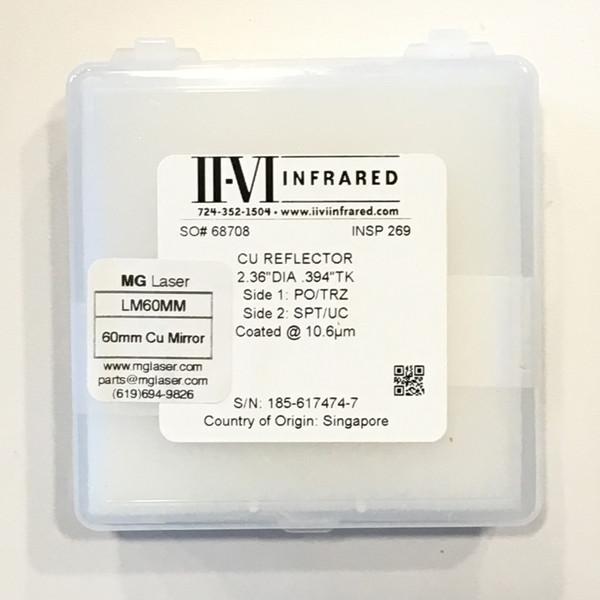 II-VI INFRARED
724-352-1504 • www.iiviinfrared.com
SO# 68708 INSP 269
CU REFLECTOR
2.36"DIA .394"TK
Side 1: PO/TRZ
Side 2: SPT/UC
Coated @ 10.6µm
S/N: 185-617474-7
Country of Origin: Singapore
MG Laser
LM60MM
60mm Cu Mirror
www.mglaser.com
parts@mglaser.com
(619)694-9826